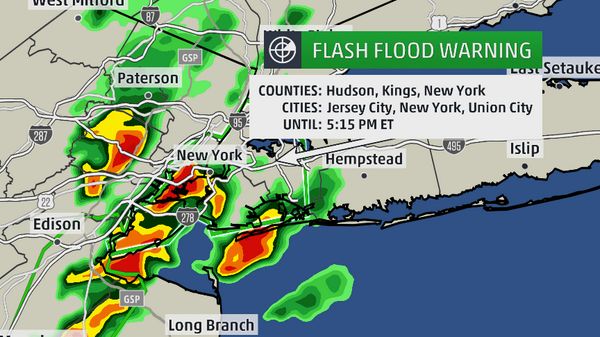 West Milford
87
1
FLASH FLOOD WARNING
GSP
East Setauket
Paterson
COUNTIES: Hudson, Kings, New York
CITIES: Jersey City, New York, Union City
UNTIL: 5:15 PM ET
95
287
New York
Hempstead
495
Islip
22
278
Edison
GSP
Long Branch